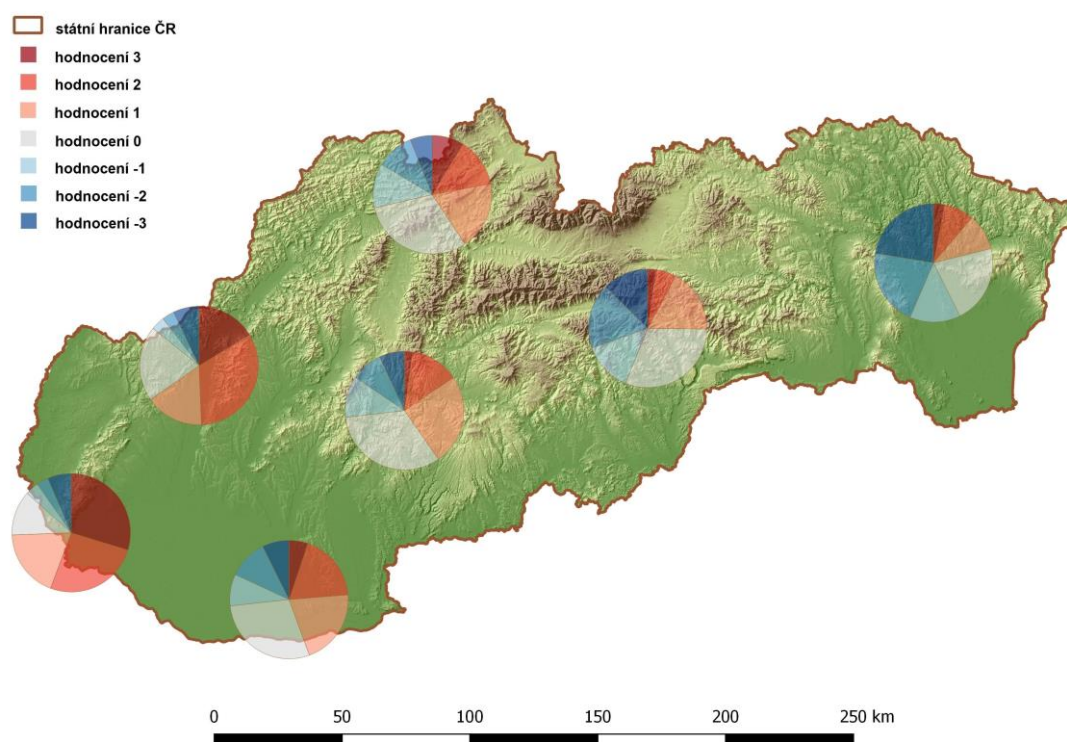 státní hranice ČR
hodnocení 3
hodnocení 2
hodnocení 1
hodnocení 0
hodnocení -1
hodnocení -2
hodnocení -3
0 50 100 150 200 250 km